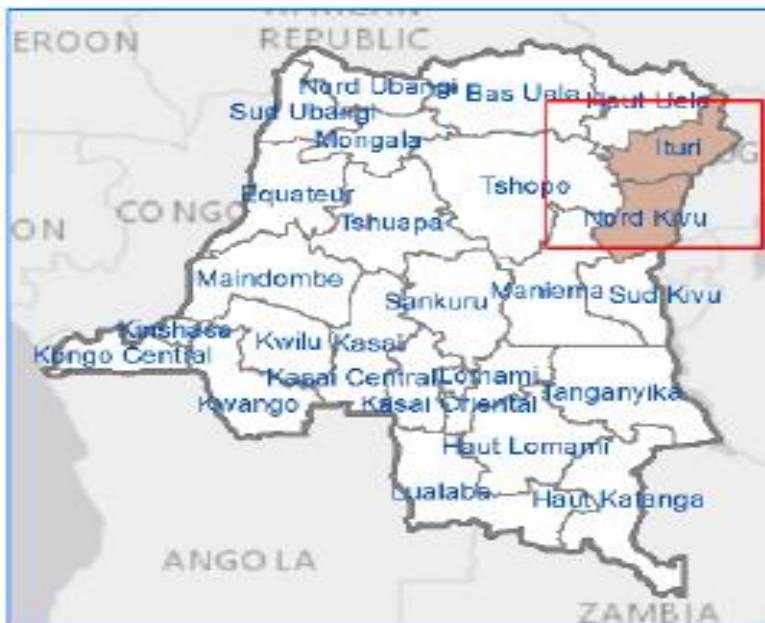 REPUBLIC
EROON
Nord Ubangi
Bas Uele
Haut Uele
Sud Ubangi
Mongala
Ituri
Equateur
Tshopo
CONGO
Tshuapa
Nord Kivu
ON
Maindombe
Sankuru
Maniema
Sud Kivu
Kinshasa
Kongo Central
Kwilu
Kasai
Kasai Central
Lomami
Tanganyika
Kwango
Kasai Oriental
Haut Lomami
Lualaba
Haut Katanga
ANGOLA
ZAMBIA